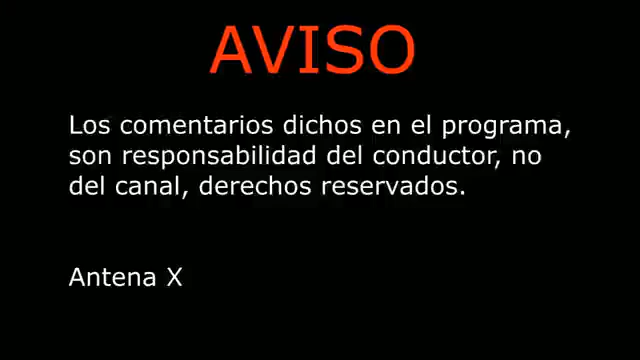 AVISO
Los comentarios dichos en el programa,
son responsabilidad del conductor, no
del canal, derechos reservados.
Antena X